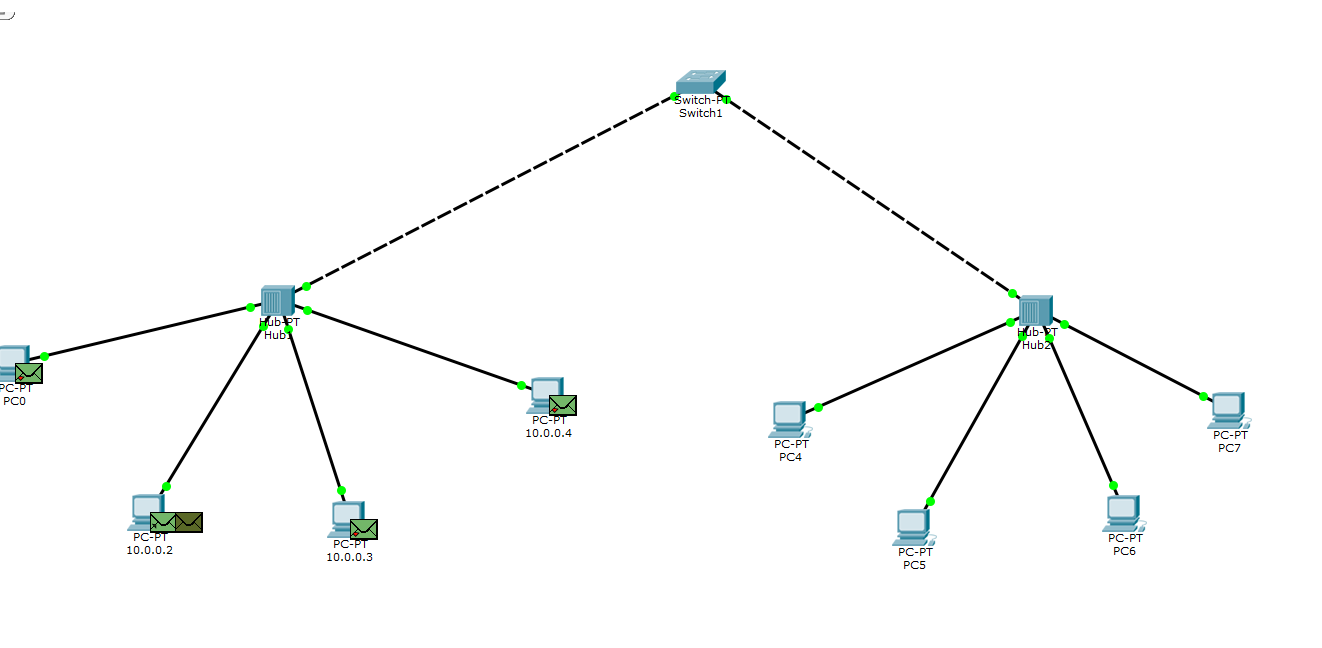 Switch-PT
Switch1
Hub-PT
Hub1
Hub-PT
Hub2
PC-PT
PC0
PC-PT
10.0.0.4
PC-PT
PC4
PC-PT
PC7
PC-PT
10.0.0.2
PC-PT
10.0.0.3
PC-PT
PC5
PC-PT
PC6